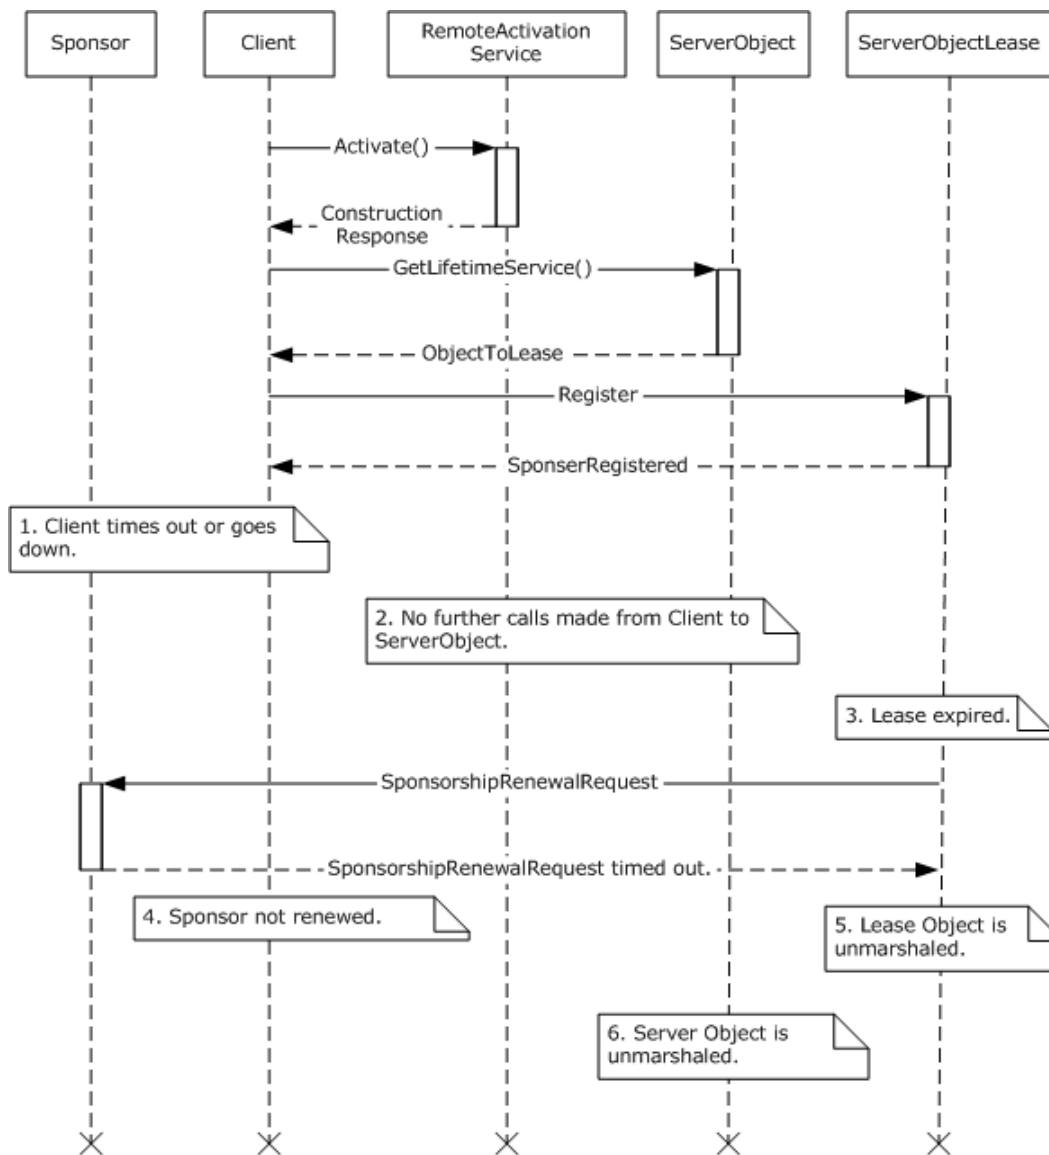 Sponsor
Client
RemoteActivation
Service
ServerObject
ServerObjectLease
Activate()
Construction
Response
GetLifetimeService()
ObjectToLease
Register
SponserRegistered
1. Client times out or goes
down.
2. No further calls made from Client to
ServerObject.
3. Lease expired.
SponsorshipRenewalRequest
SponsorshipRenewalRequest timed out.
4. Sponsor not renewed.
5. Lease Object is
unmarshaled.
6. Server Object is
unmarshaled.